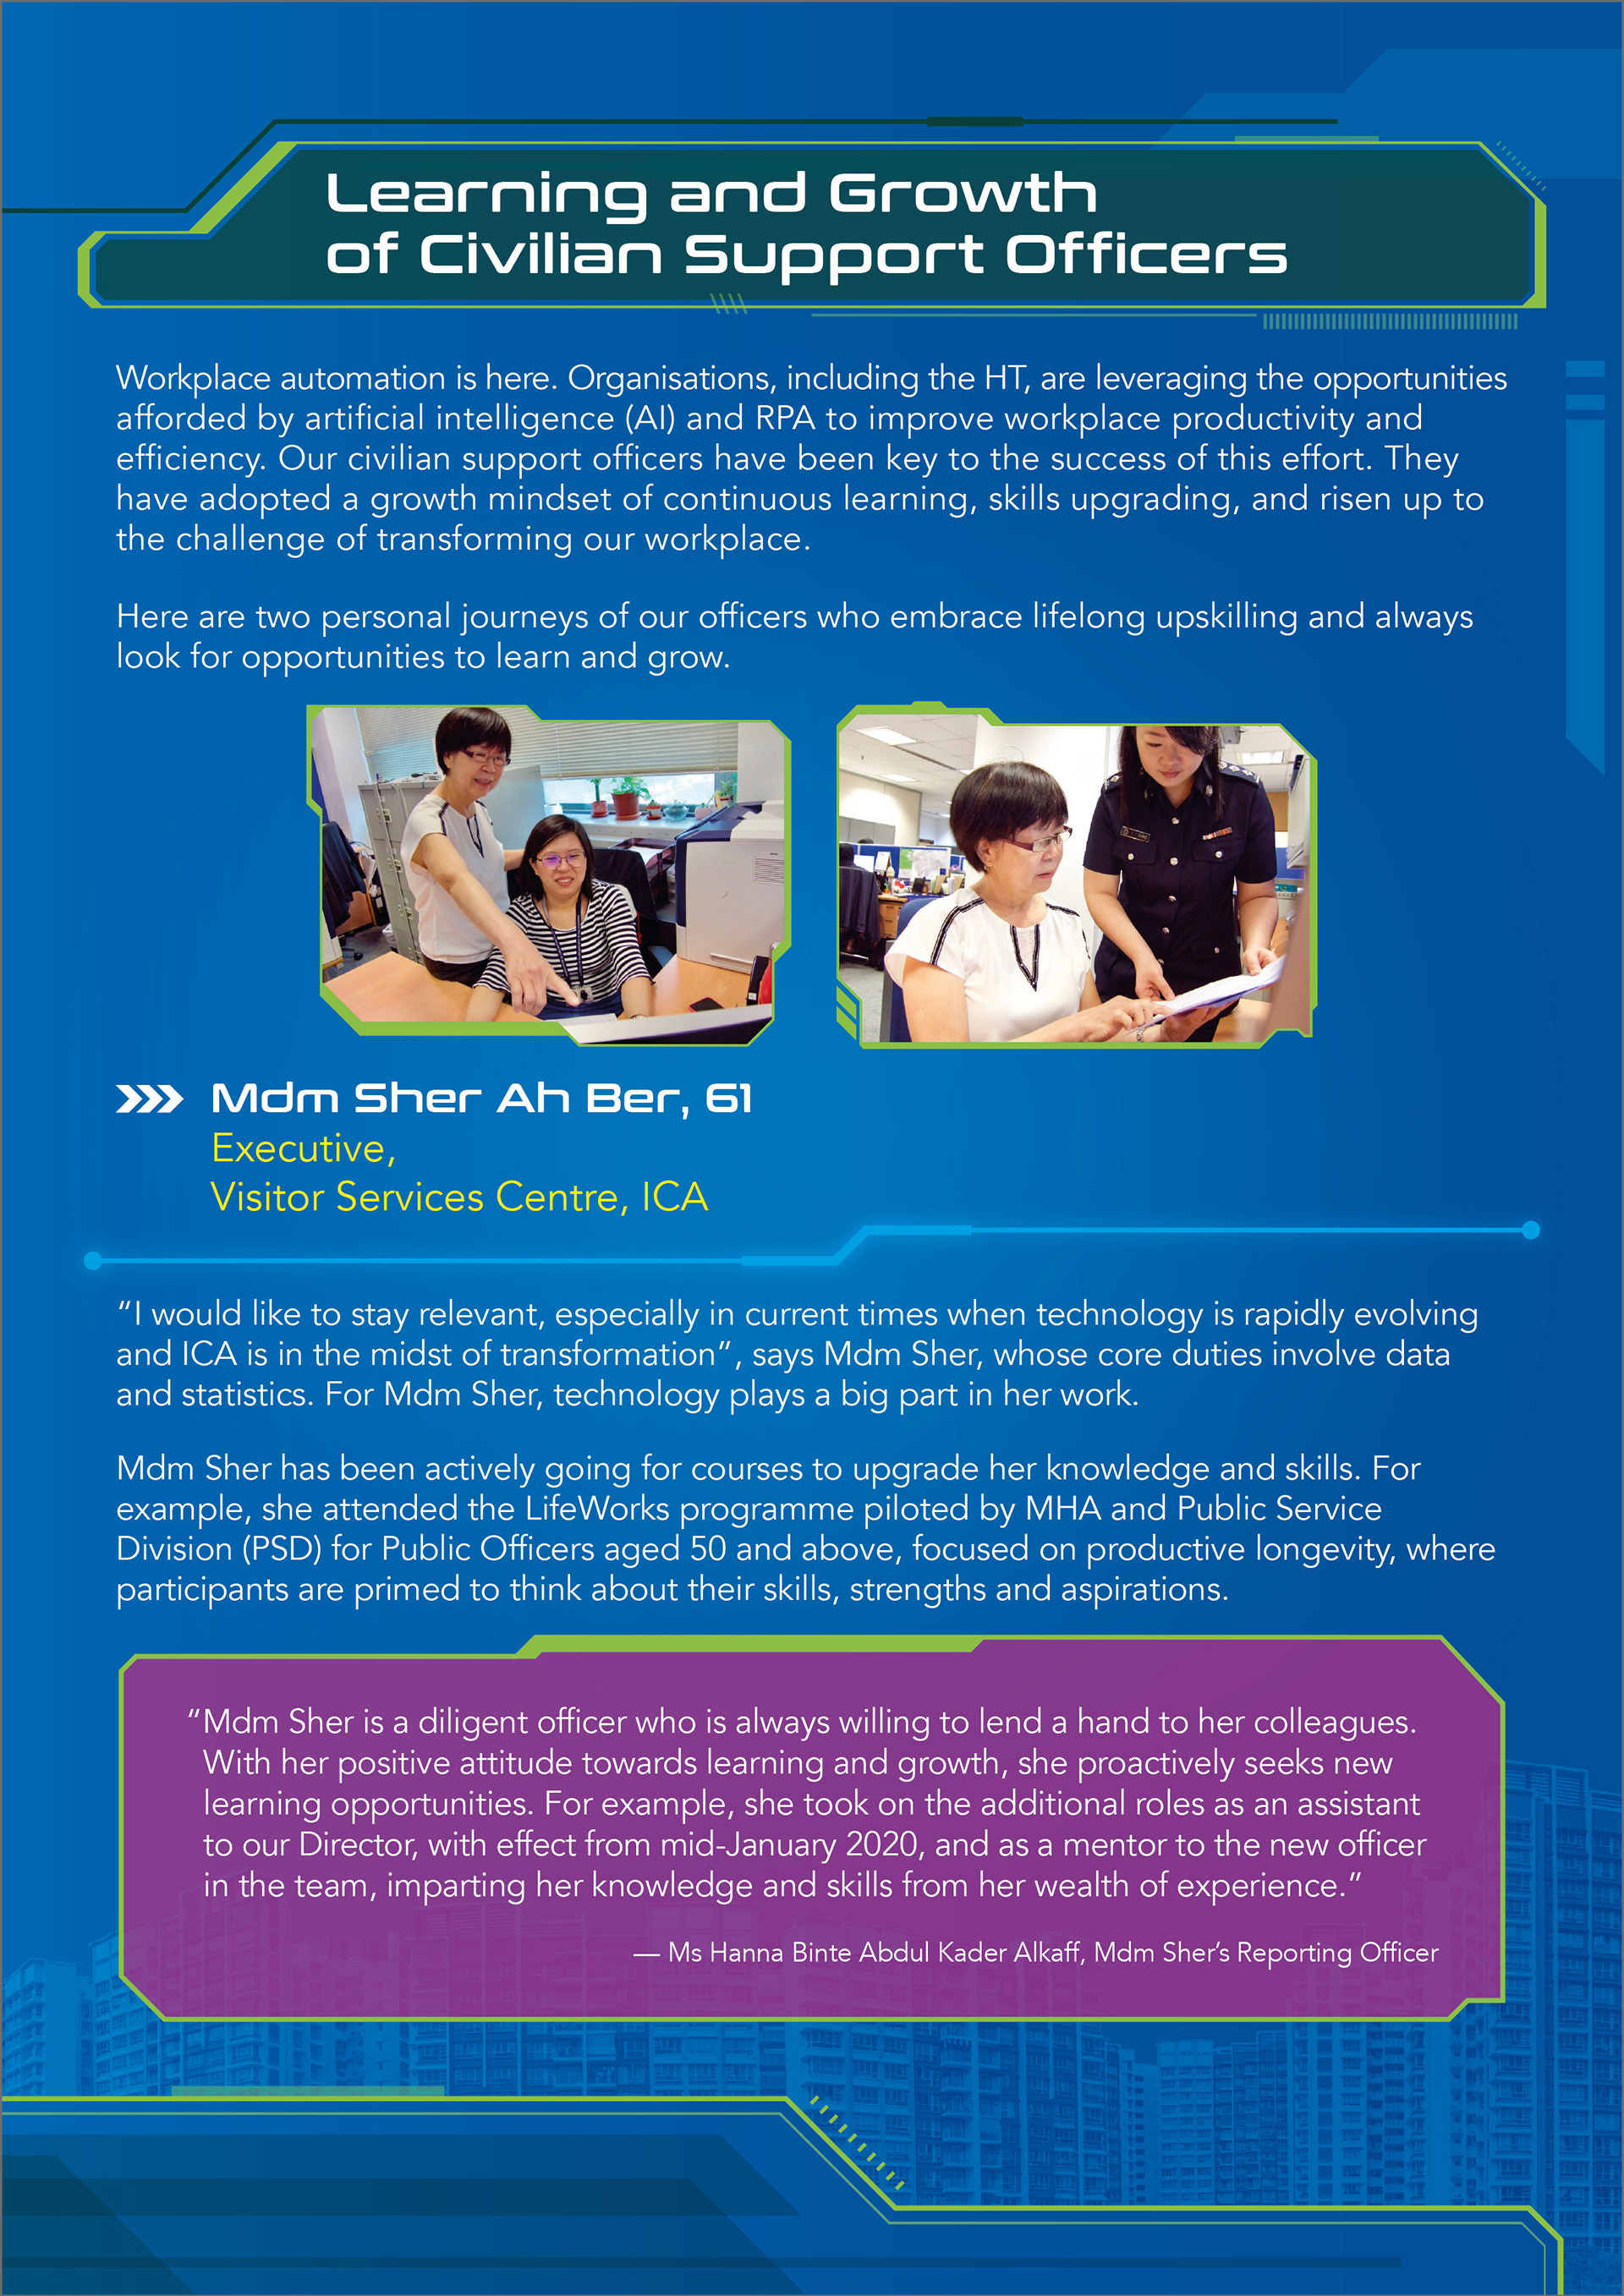 Learning and Growth
of Civilian Support Officers
Workplace automation is here. Organisations, including the HT, are leveraging the opportunities
afforded by artificial intelligence (AI) and RPA to improve workplace productivity and
efficiency. Our civilian support officers have been key to the success of this effort. They
have adopted a growth mindset of continuous learning, skills upgrading, and risen up to
the challenge of transforming our workplace.
Here are two personal journeys of our officers who embrace lifelong upskilling and always
look for opportunities to learn and grow.
Mdm Sher Ah Ber, 61
Executive,
Visitor Services Centre, ICA
“I would like to stay relevant, especially in current times when technology is rapidly evolving
and ICA is in the midst of transformation”, says Mdm Sher, whose core duties involve data
and statistics. For Mdm Sher, technology plays a big part in her work.
Mdm Sher has been actively going for courses to upgrade her knowledge and skills. For
example, she attended the LifeWorks programme piloted by MHA and Public Service
Division (PSD) for Public Officers aged 50 and above, focused on productive longevity, where
participants are primed to think about their skills, strengths and aspirations.
“Mdm Sher is a diligent officer who is always willing to lend a hand to her colleagues.
With her positive attitude towards learning and growth, she proactively seeks new
learning opportunities. For example, she took on the additional roles as an assistant
to our Director, with effect from mid-January 2020, and as a mentor to the new officer
in the team, imparting her knowledge and skills from her wealth of experience.”
— Ms Hanna Binte Abdul Kader Alkaff, Mdm Sher’s Reporting Officer